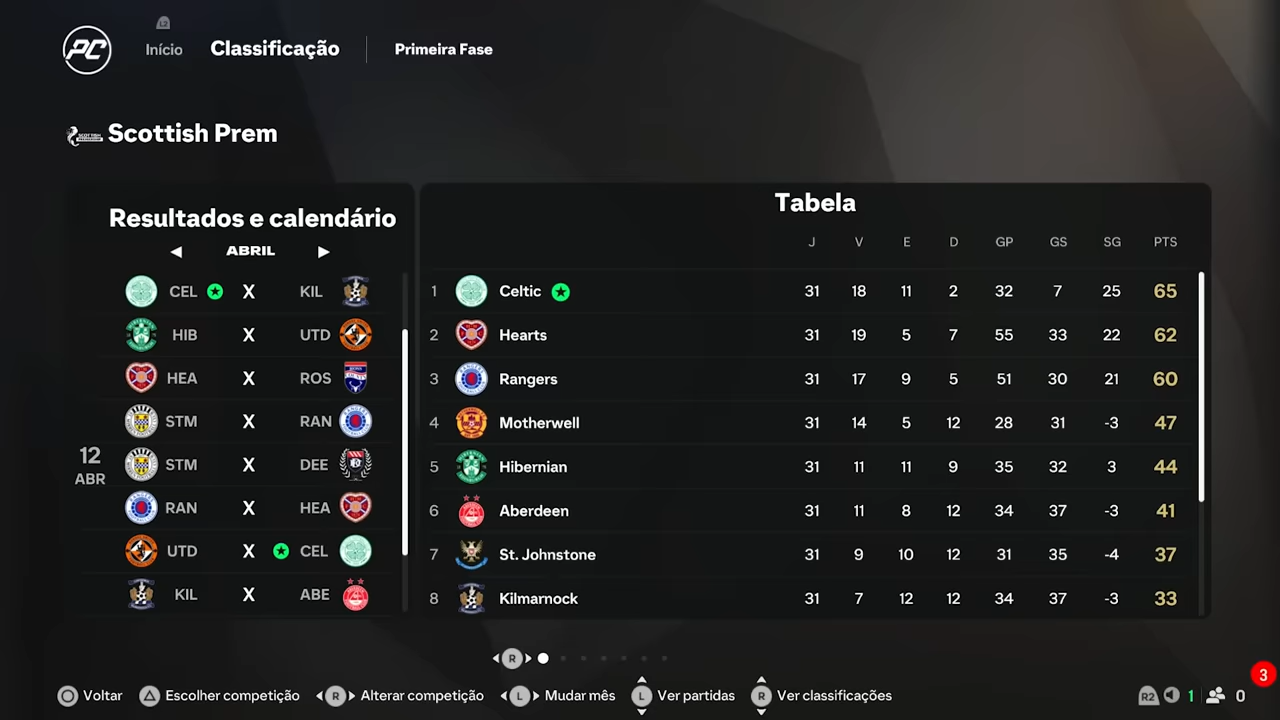 PC
L2
Início Classificação Primeira Fase
Scottish Prem
Resultados e calendário
ABRIL
CEL X KIL
HIB X UTD
HEA X ROS
STM X RAN
12 ABR
STM X DEE
RAN X HEA
UTD X CEL
KIL X ABE
Tabela
J V E D GP GS SG PTS
1 Celtic 31 18 11 2 32 7 25 65
2 Hearts 31 19 5 7 55 33 22 62
3 Rangers 31 17 9 5 51 30 21 60
4 Motherwell 31 14 5 12 28 31 -3 47
5 Hibernian 31 11 11 9 35 32 3 44
6 Aberdeen 31 11 8 12 34 37 -3 41
7 St. Johnstone 31 9 10 12 31 35 -4 37
8 Kilmarnock 31 7 12 12 34 37 -3 33
R
Voltar Escolher competição R Alterar competição L Mudar mês L Ver partidas R Ver classificações
R2 1 0
3